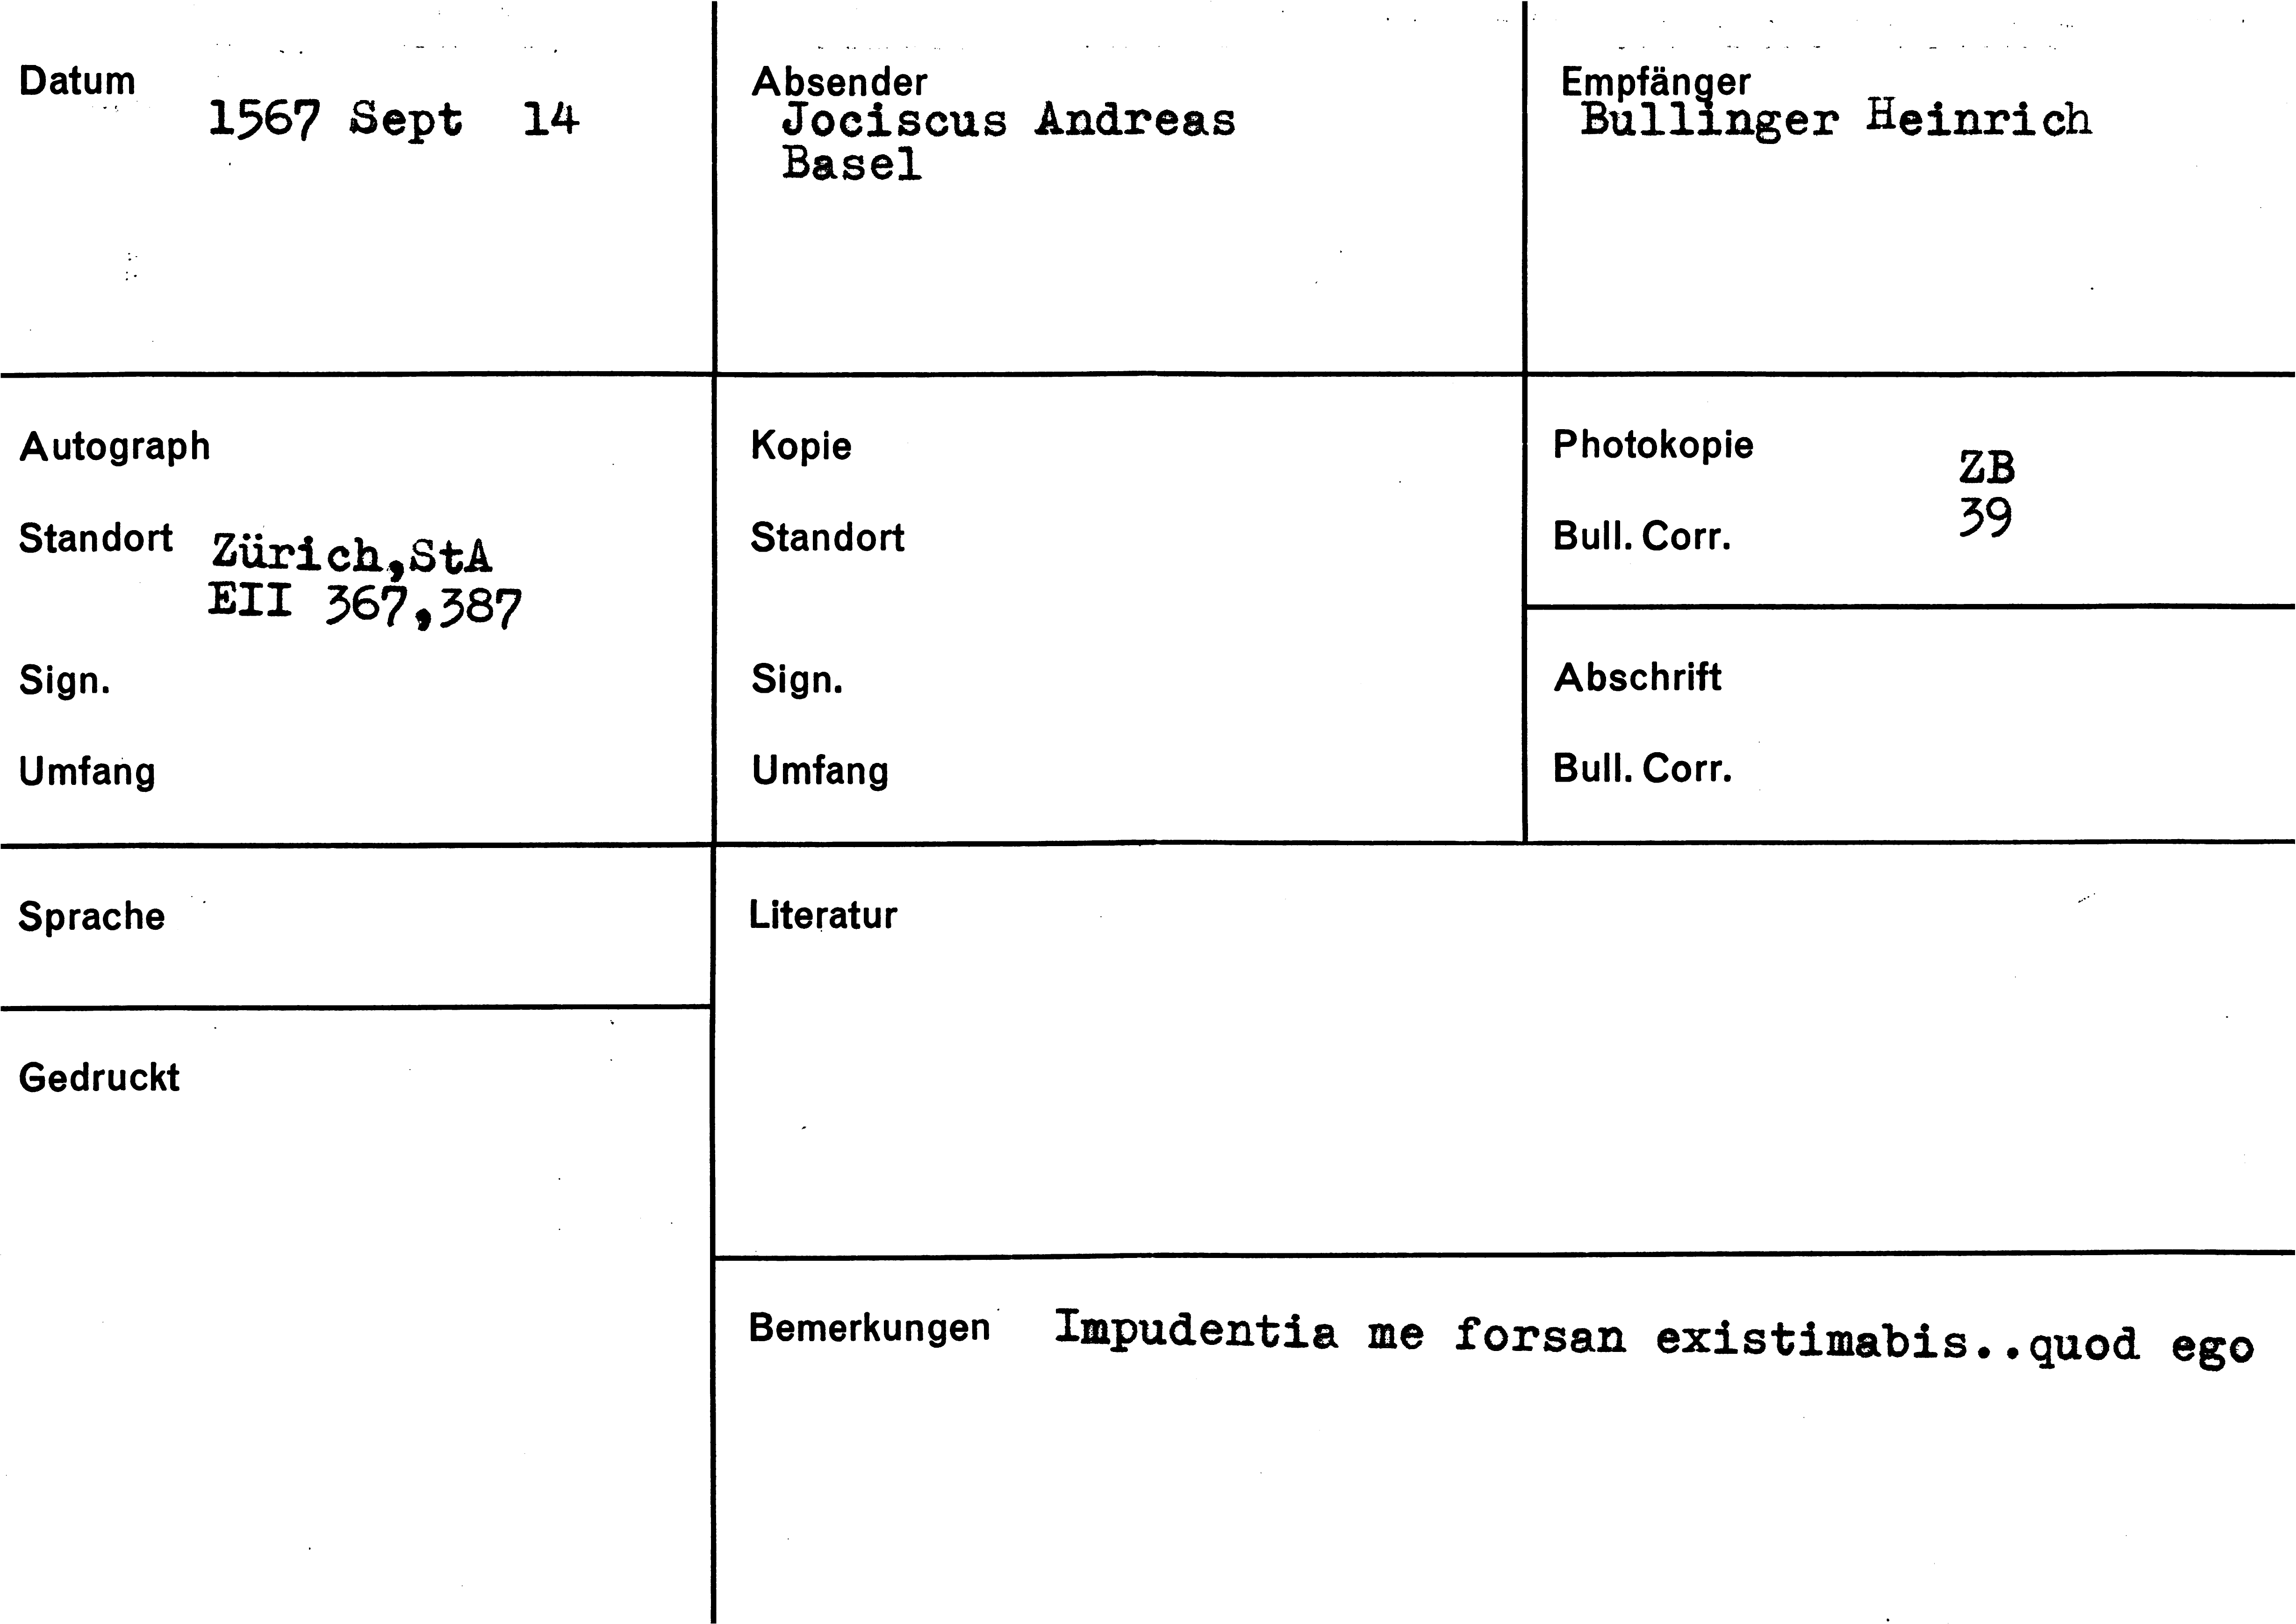 Datum
1567 Sept 14
Absender
Jociscus Andreas
Basel
Empfänger
Bullinger Heinrich
Autograph
Standort Zürich,StA
EII 367,387
Sign.
Umfang
Kopie
Standort
Sign.
Umfang
Photokopie ZB
Bull. Corr. 39
Abschrift
Bull. Corr.
Sprache
Literatur
Gedruckt
Bemerkungen Impudentia me forsan existimabis..quod ego